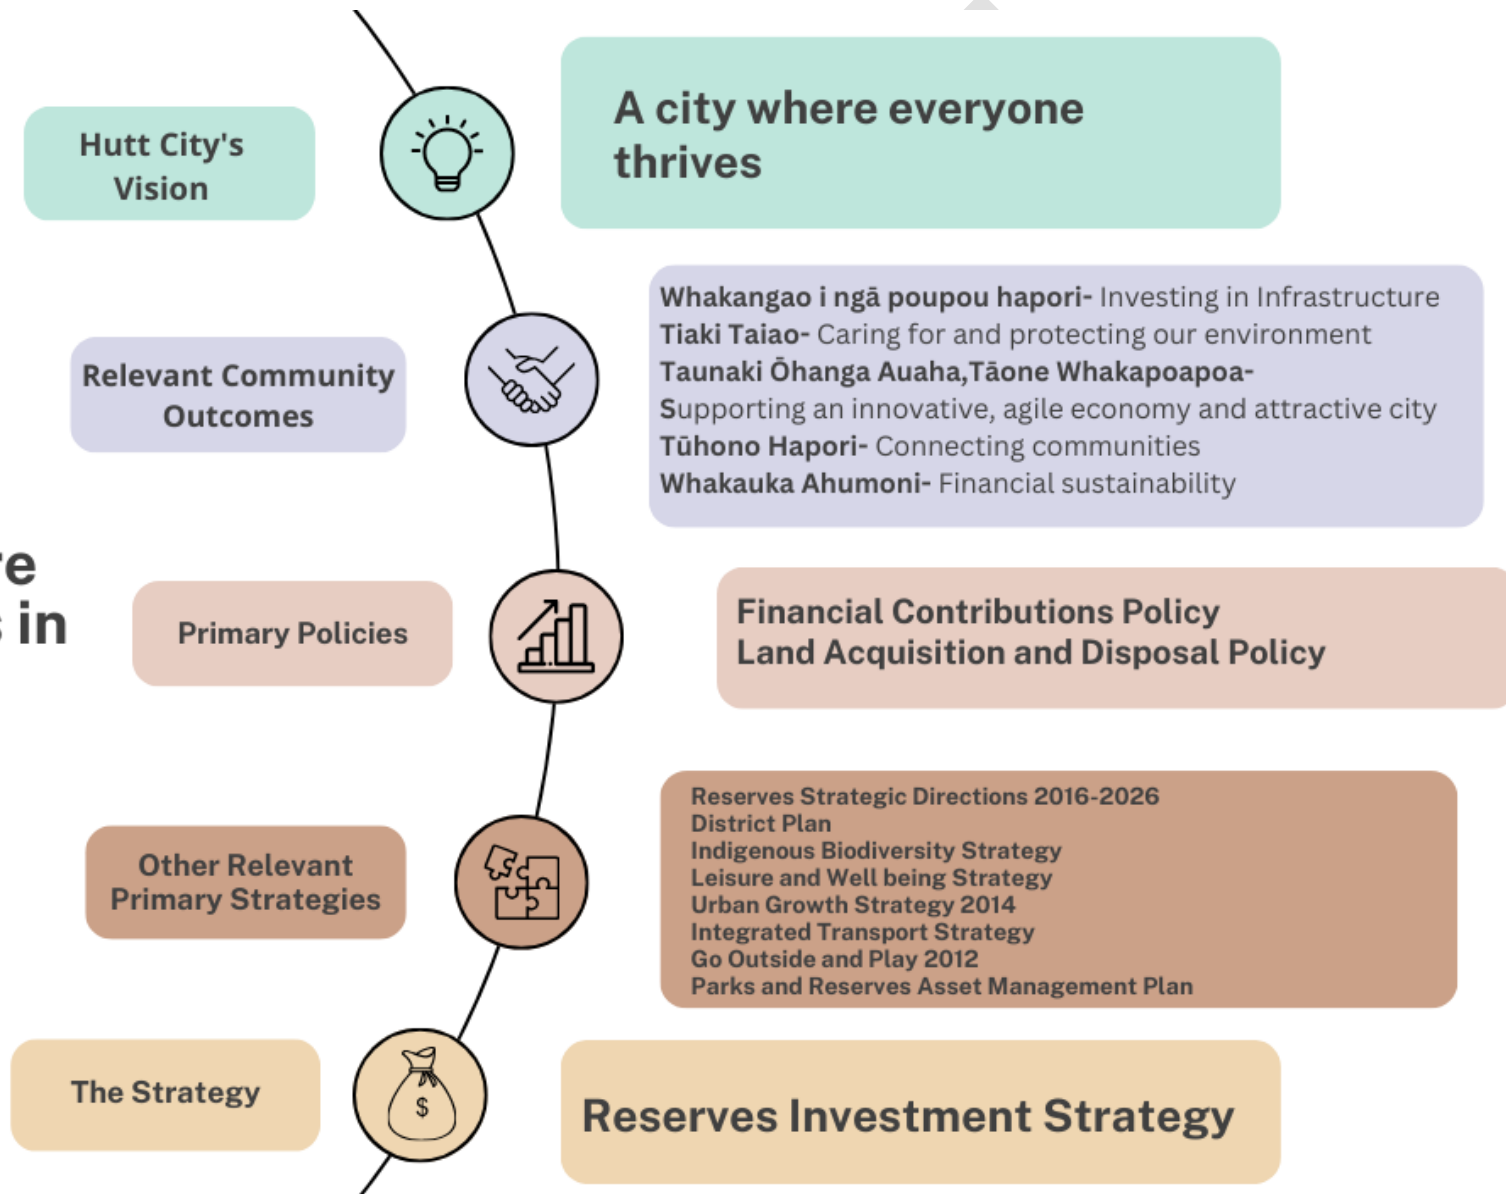 Hutt City's
Vision
A city where everyone
thrives
Relevant Community
Outcomes
Whakangao i ngā poupou hapori- Investing in Infrastructure
Tiaki Taiao- Caring for and protecting our environment
Taunaki Ōhanga Auaha,Tāone Whakapoapoa-
Supporting an innovative, agile economy and attractive city
Tūhono Hapori- Connecting communities
Whakauka Ahumoni- Financial sustainability
in
Primary Policies
Financial Contributions Policy
Land Acquisition and Disposal Policy
Other Relevant
Primary Strategies
Reserves Strategic Directions 2016-2026
District Plan
Indigenous Biodiversity Strategy
Leisure and Well being Strategy
Urban Growth Strategy 2014
Integrated Transport Strategy
Go Outside and Play 2012
Parks and Reserves Asset Management Plan
The Strategy
$
Reserves Investment Strategy